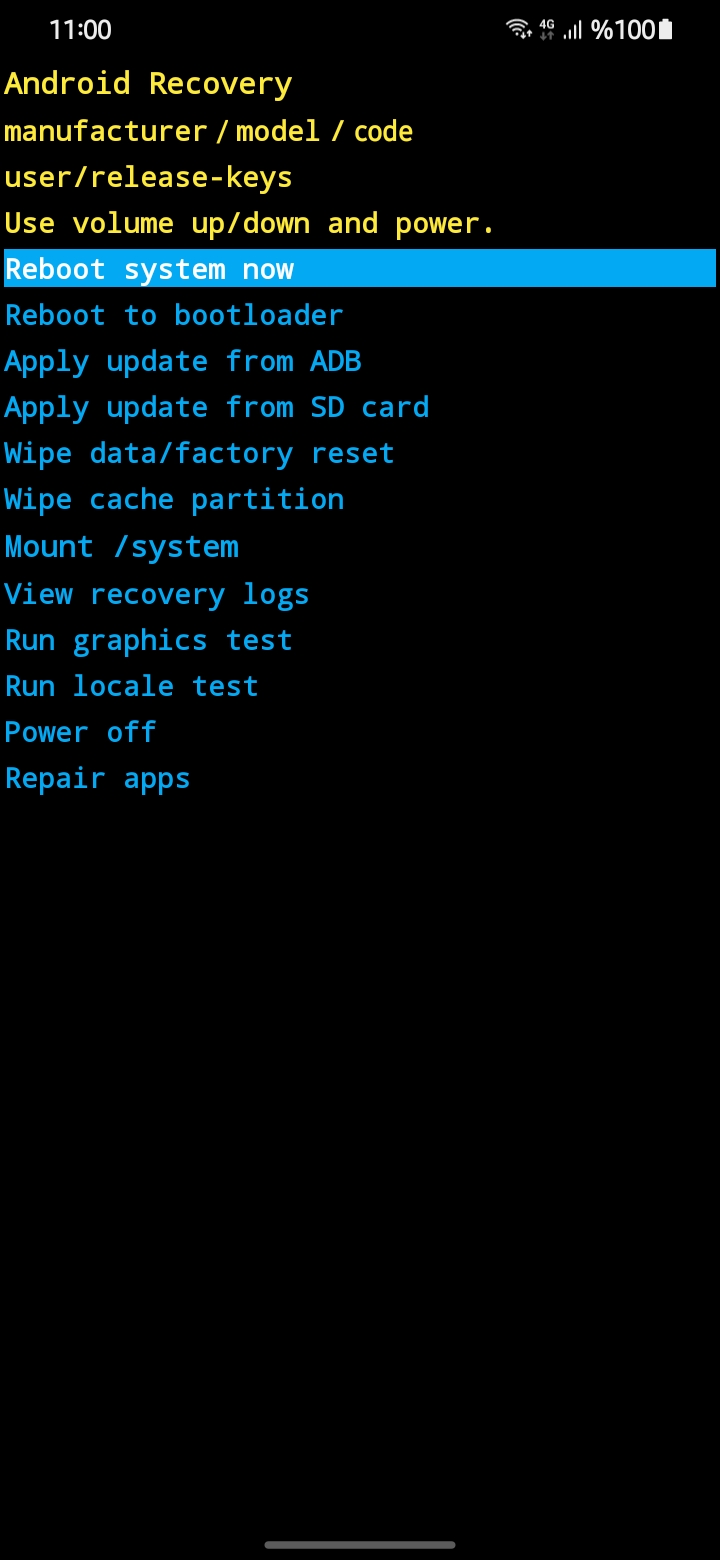 11:00 4G %100
Android Recovery
manufacturer / model / code
user/release-keys
Use volume up/down and power.
Reboot system now
Reboot to bootloader
Apply update from ADB
Apply update from SD card
Wipe data/factory reset
Wipe cache partition
Mount /system
View recovery logs
Run graphics test
Run locale test
Power off
Repair apps